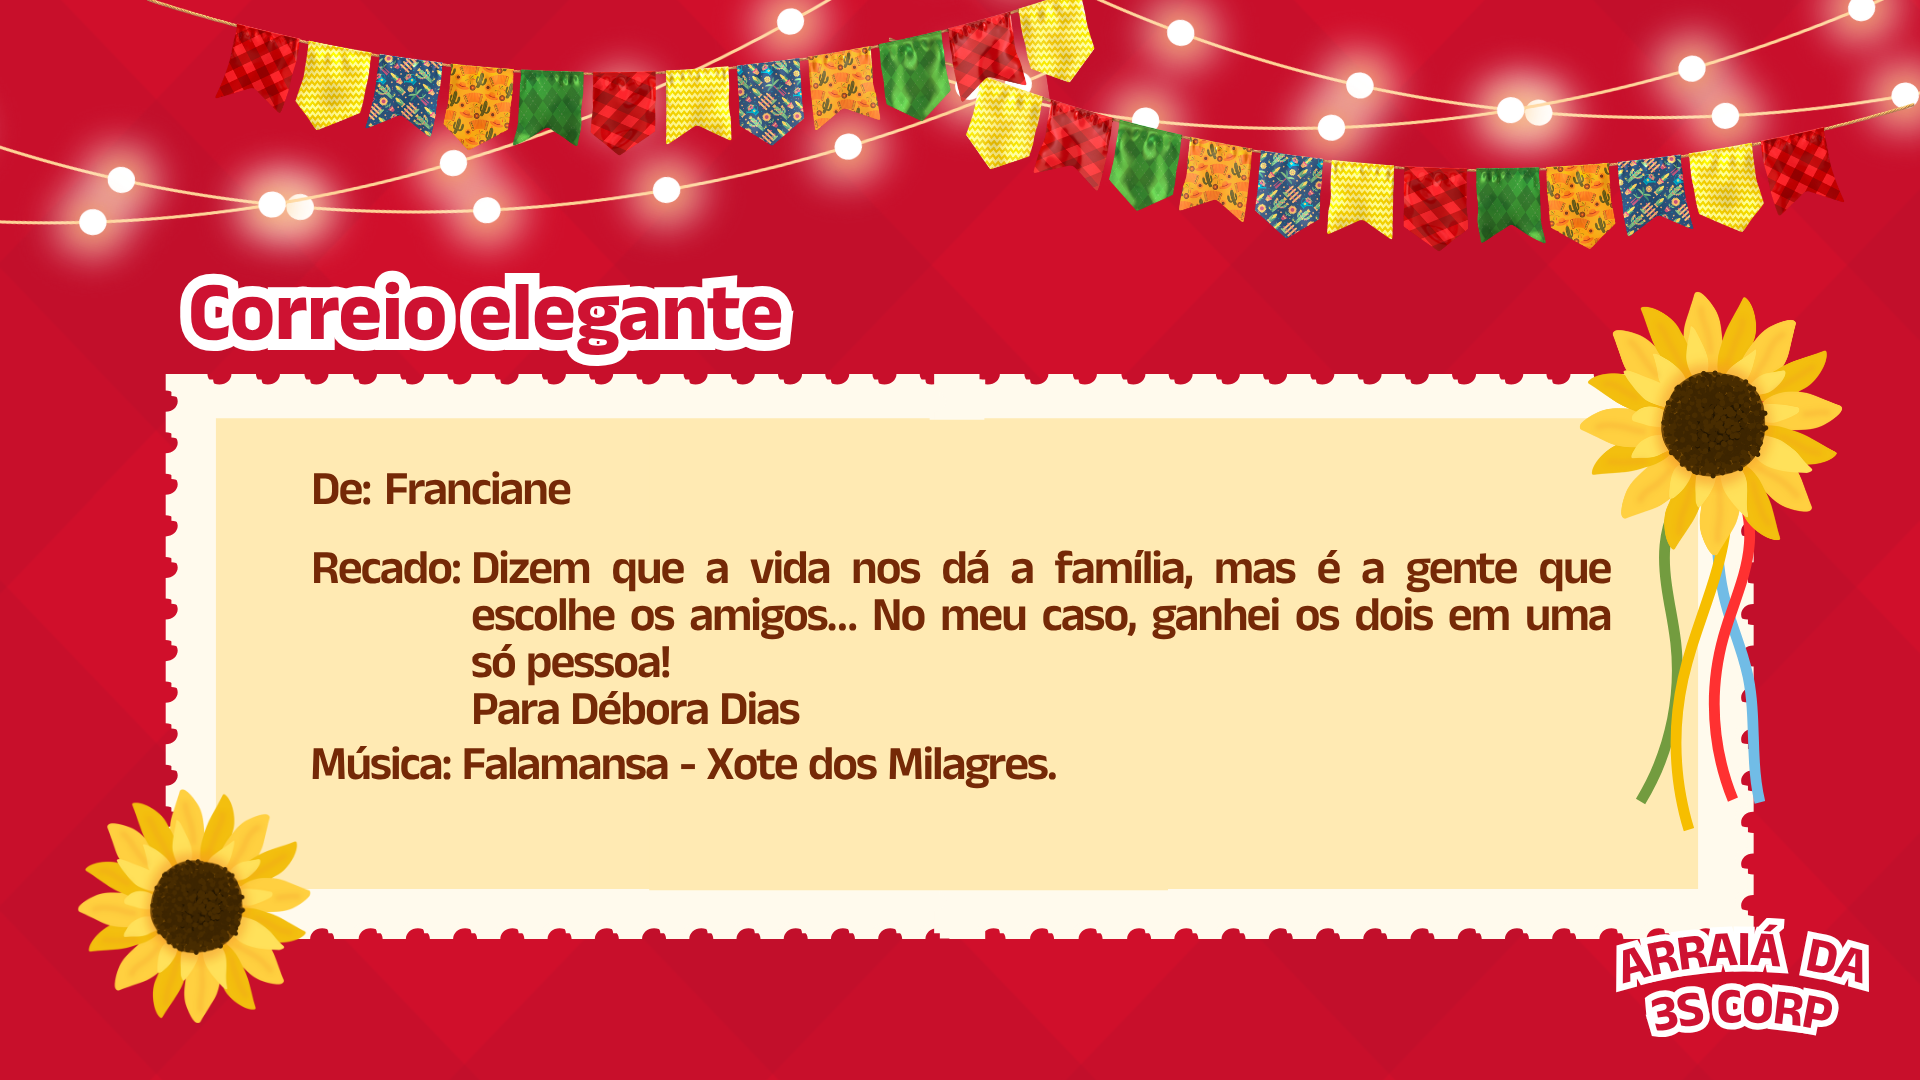 Correio elegante
De: Franciane
Recado: Dizem que a vida nos dá a família, mas é a gente que
escolhe os amigos... No meu caso, ganhei os dois em uma
só pessoa!
Para Débora Dias
Música: Falamansa - Xote dos Milagres.
ARRAIÁ DA
3S CORP